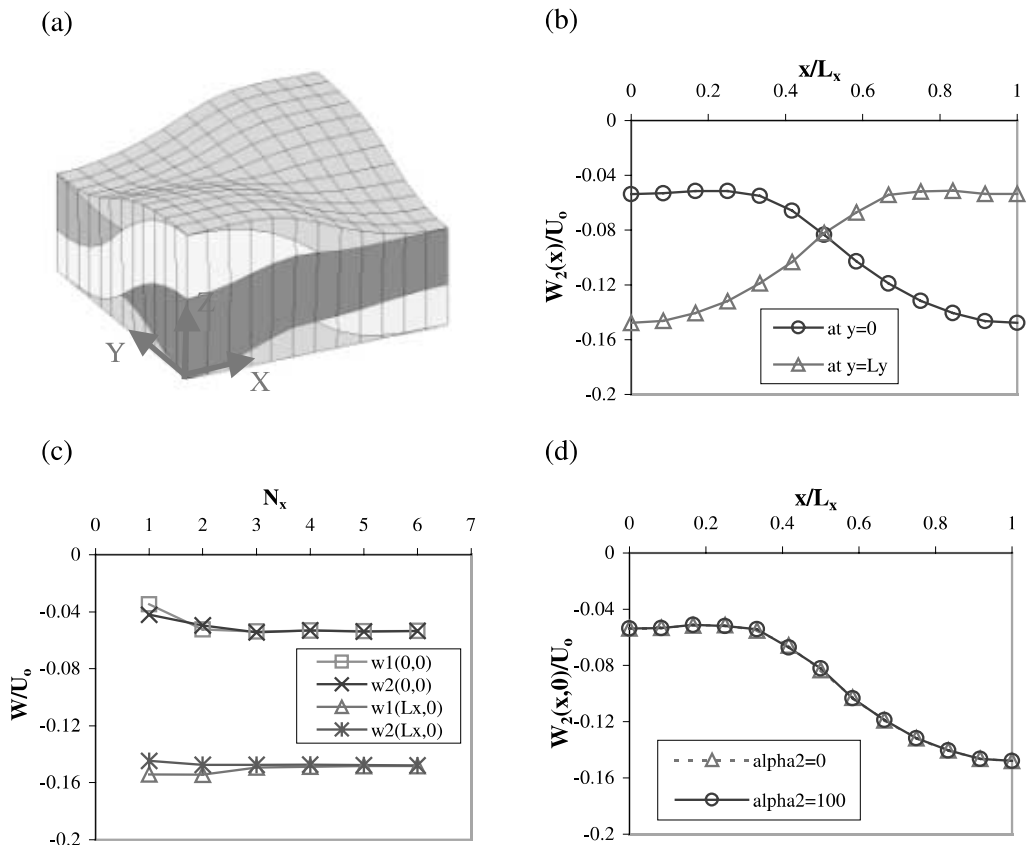 (a)
Z
Y
X
(b)
x/Lₓ
0 0.2 0.4 0.6 0.8 1
0
-0.04
-0.08
-0.12
-0.16
-0.2
W₂(x)/Uₒ
at y=0
at y=Ly
(c)
Nₓ
0 1 2 3 4 5 6 7
0
-0.04
-0.08
-0.12
-0.16
-0.2
W/Uₒ
w1(0,0)
w2(0,0)
w1(Lx,0)
w2(Lx,0)
(d)
x/Lₓ
0 0.2 0.4 0.6 0.8 1
0
-0.04
-0.08
-0.12
-0.16
-0.2
W₂(x,0)/Uₒ
alpha2=0
alpha2=100